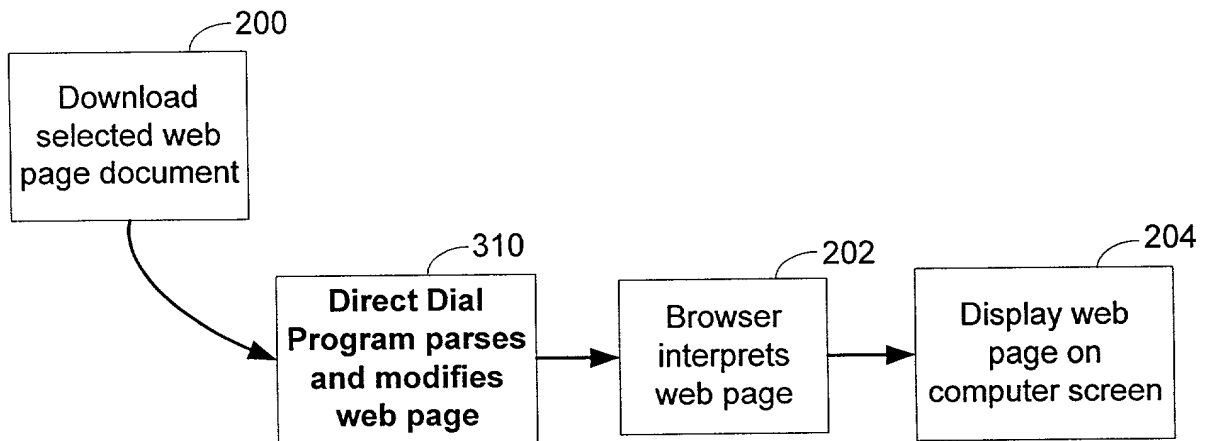 200
Download
selected web
page document
310
Direct Dial
Program parses
and modifies
web page
202
Browser
interprets
web page
204
Display web
page on
computer screen